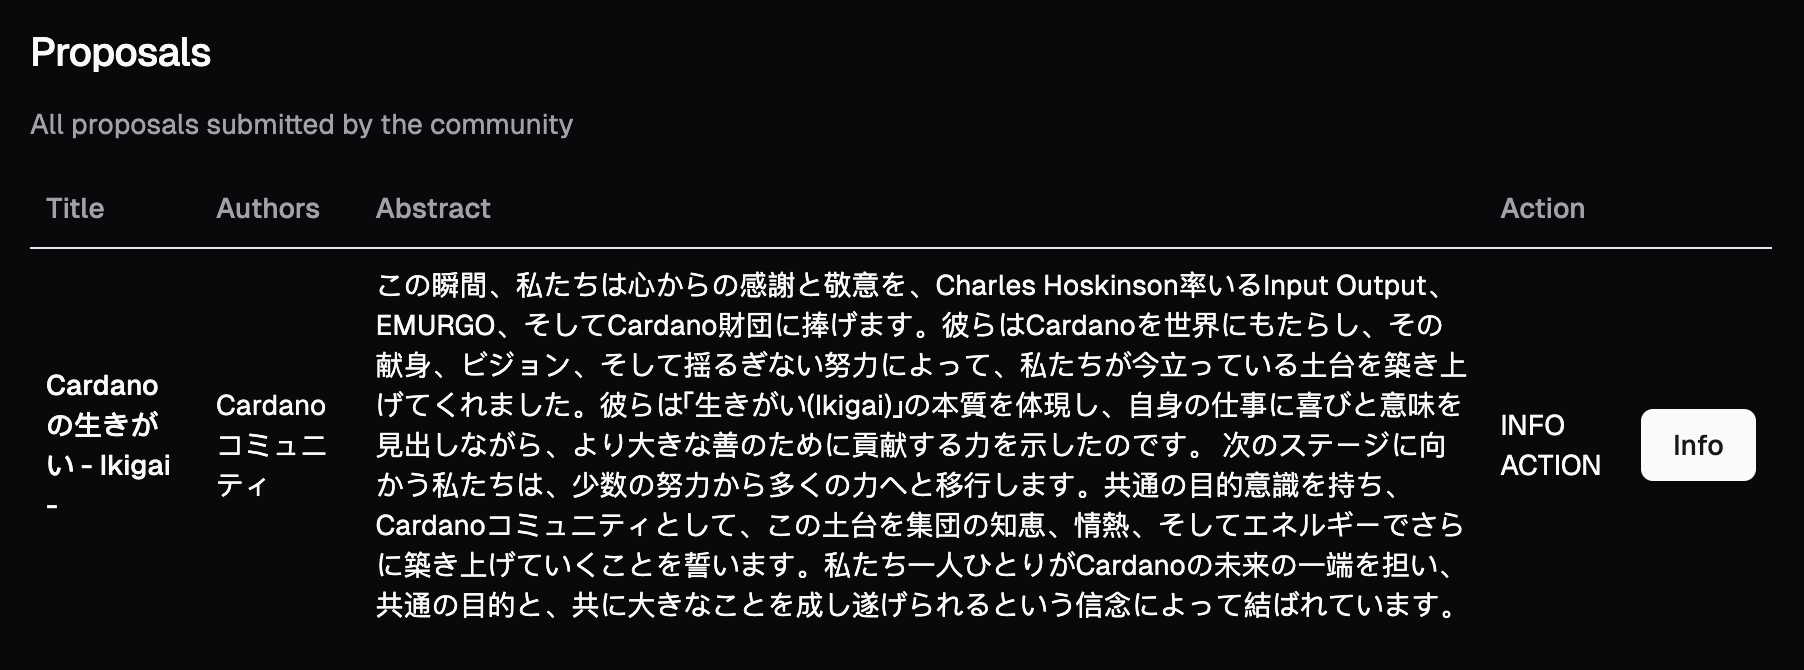 Proposals
All proposals submitted by the community
Title Authors Abstract Action
Cardano
の生きが
い - Ikigai
-
Cardano
コミュニ
ティ
この瞬間、私たちは心からの感謝と敬意を、Charles Hoskinson率いるInput Output、
EMURGO、そしてCardano財団に捧げます。彼らはCardanoを世界にもたらし、その
献身、ビジョン、そして揺るぎない努力によって、私たちが今立っている土台を築き上
げてくれました。彼らは「生きがい(Ikigai)」の本質を体現し、自身の仕事に喜びと意味を
見出しながら、より大きな善のために貢献する力を示したのです。 次のステージに向
かう私たちは、少数の努力から多くの力へと移行します。共通の目的意識を持ち、
Cardanoコミュニティとして、この土台を集団の知恵、情熱、そしてエネルギーでさら
に築き上げていくことを誓います。私たち一人ひとりがCardanoの未来の一端を担い、
共通の目的と、共に大きなことを成し遂げられるという信念によって結ばれています。
INFO
ACTION
Info